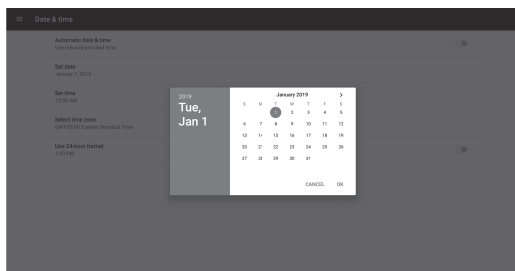 Date & time
Automatic date & time
Use network-provided time
Set date
January 1, 2019
Set time
Select time zone
GMT-05:00 Eastern Standard Time
Use 24-hour format
1:00 PM
2019
Tue,
Jan 1
January 2019
S M T W T F S
1 2 3 4 5
6 7 8 9 10 11 12
13 14 15 16 17 18 19
20 21 22 23 24 25 26
27 28 29 30 31
CANCEL OK